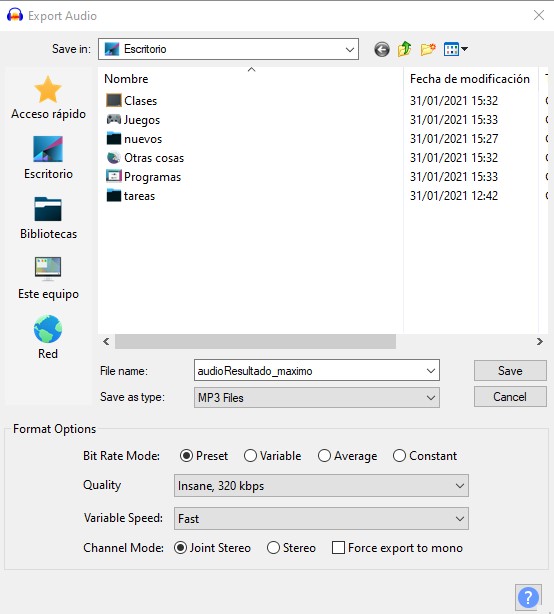 Export Audio
Save in: Escritorio
Acceso rápido
Escritorio
Bibliotecas
Este equipo
Red
Nombre Fecha de modificación T
Clases 31/01/2021 15:32
Juegos 31/01/2021 15:33
nuevos 31/01/2021 15:27
Otras cosas 31/01/2021 15:32
Programas 31/01/2021 15:33
tareas 31/01/2021 12:42
File name: audioResultado_maximo Save
Save as type: MP3 Files Cancel
Format Options
Bit Rate Mode: Preset Variable Average Constant
Quality Insane, 320 kbps
Variable Speed: Fast
Channel Mode: Joint Stereo Stereo Force export to mono
?